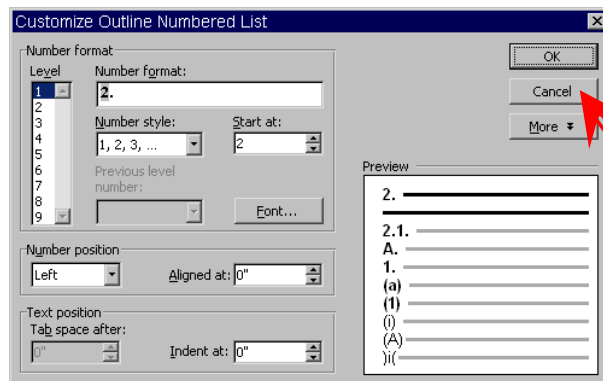 Customize Outline Numbered List
Number format
Level
1
2
3
4
5
6
7
8
9
Number format:
2.
Number style:
1, 2, 3, ...
Start at:
2
Previous level
number:
Font...
Number position
Left
Aligned at: 0"
Text position
Tab space after:
0"
Indent at: 0"
OK
Cancel
More
Preview
2.
2.1.
A.
1.
(a)
(1)
(i)
(A)
)i(